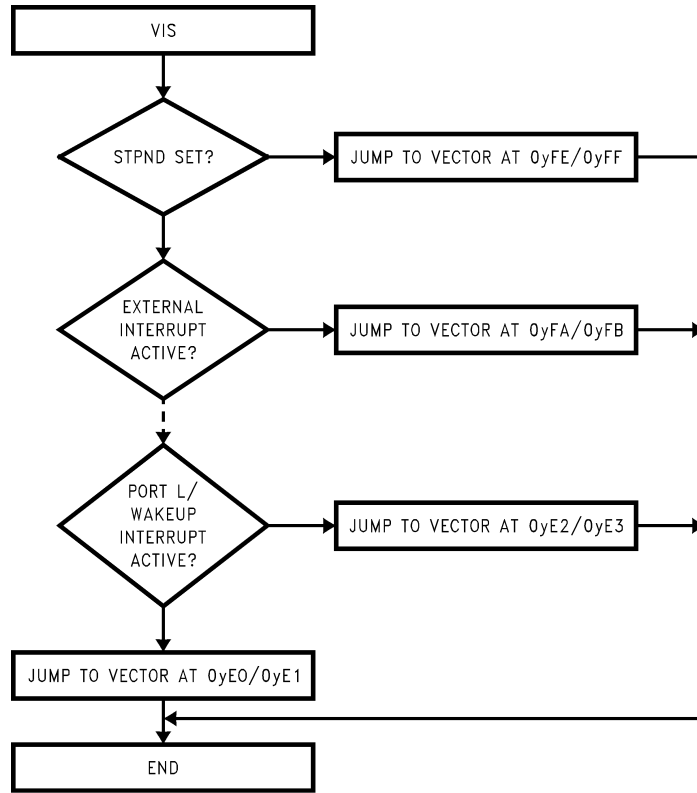 VIS
STPND SET?
JUMP TO VECTOR AT 0yFE/0yFF
EXTERNAL
INTERRUPT
ACTIVE?
JUMP TO VECTOR AT 0yFA/0yFB
PORT L/
WAKEUP
INTERRUPT
ACTIVE?
JUMP TO VECTOR AT 0yE2/0yE3
JUMP TO VECTOR AT 0yE0/0yE1
END